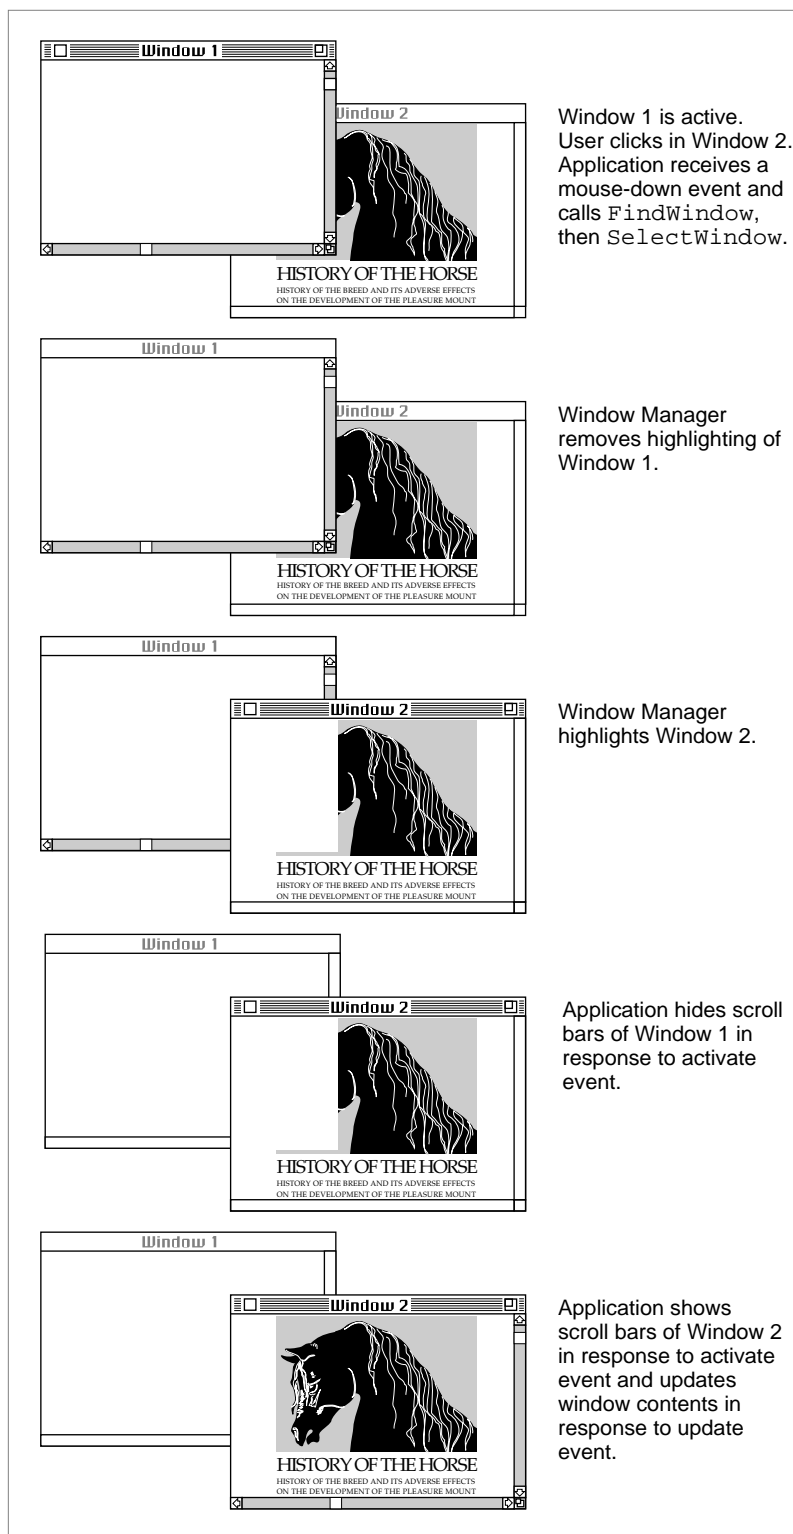 Window 1
Window 2
Window 1 is active.
User clicks in Window 2.
Application receives a
mouse-down event and
calls FindWindow,
then SelectWindow.
HISTORY OF THE HORSE
HISTORY OF THE BREED AND ITS ADVERSE EFFECTS
ON THE DEVELOPMENT OF THE PLEASURE MOUNT
Window 1
Window 2
Window Manager
removes highlighting of
Window 1.
HISTORY OF THE HORSE
HISTORY OF THE BREED AND ITS ADVERSE EFFECTS
ON THE DEVELOPMENT OF THE PLEASURE MOUNT
Window 1
Window 2
Window Manager
highlights Window 2.
HISTORY OF THE HORSE
HISTORY OF THE BREED AND ITS ADVERSE EFFECTS
ON THE DEVELOPMENT OF THE PLEASURE MOUNT
Window 1
Window 2
Application hides scroll
bars of Window 1 in
response to activate
event.
HISTORY OF THE HORSE
HISTORY OF THE BREED AND ITS ADVERSE EFFECTS
ON THE DEVELOPMENT OF THE PLEASURE MOUNT
Window 1
Window 2
Application shows
scroll bars of Window 2
in response to activate
event and updates
window contents in
response to update
event.
HISTORY OF THE HORSE
HISTORY OF THE BREED AND ITS ADVERSE EFFECTS
ON THE DEVELOPMENT OF THE PLEASURE MOUNT